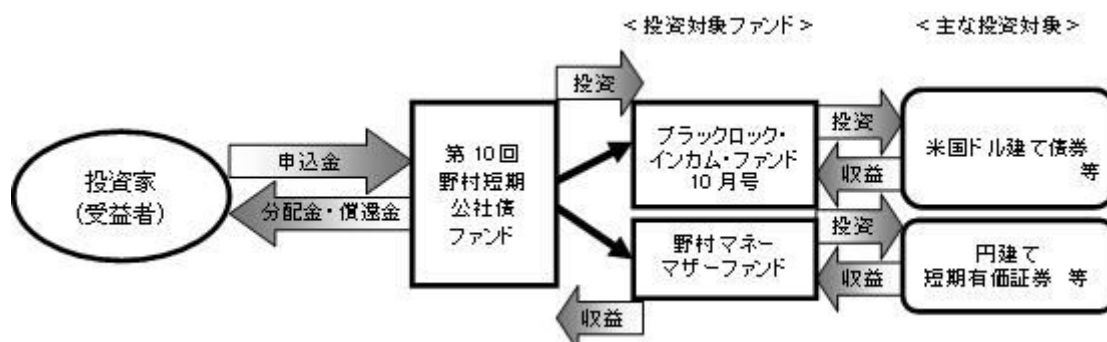 <投資対象ファンド>
<主な投資対象>
投資
申込金
分配金・償還金
投資家
(受益者)
第10回
野村短期
公社債
ファンド
ブラックロック・
インカム・ファンド
10月号
投資
収益
米国ドル建て債券
等
野村マネー
マザーファンド
投資
収益
円建て
短期有価証券 等
収益